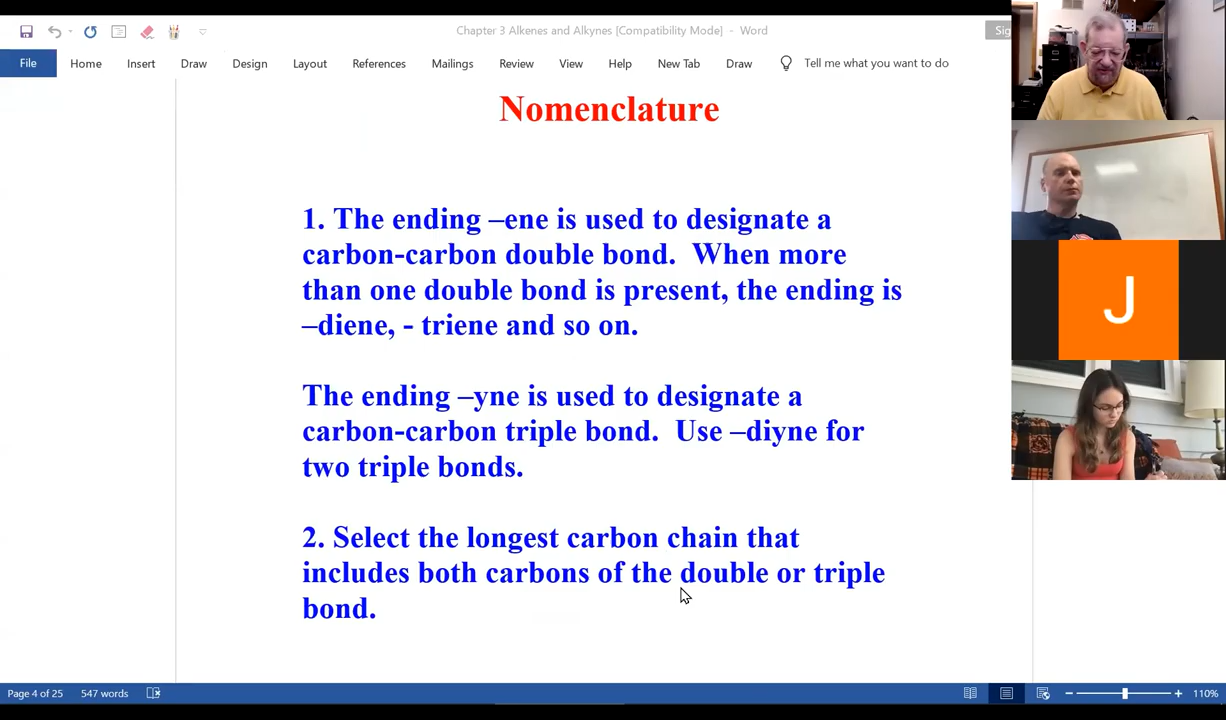 Chapter 3 Alkenes and Alkynes [Compatibility Mode] - Word
Sig
File Home Insert Draw Design Layout References Mailings Review View Help New Tab Draw Tell me what you want to do
Nomenclature
1. The ending –ene is used to designate a
carbon-carbon double bond. When more
than one double bond is present, the ending is
–diene, - triene and so on.
The ending –yne is used to designate a
carbon-carbon triple bond. Use –diyne for
two triple bonds.
2. Select the longest carbon chain that
includes both carbons of the double or triple
bond.
J
Page 4 of 25 547 words 110%